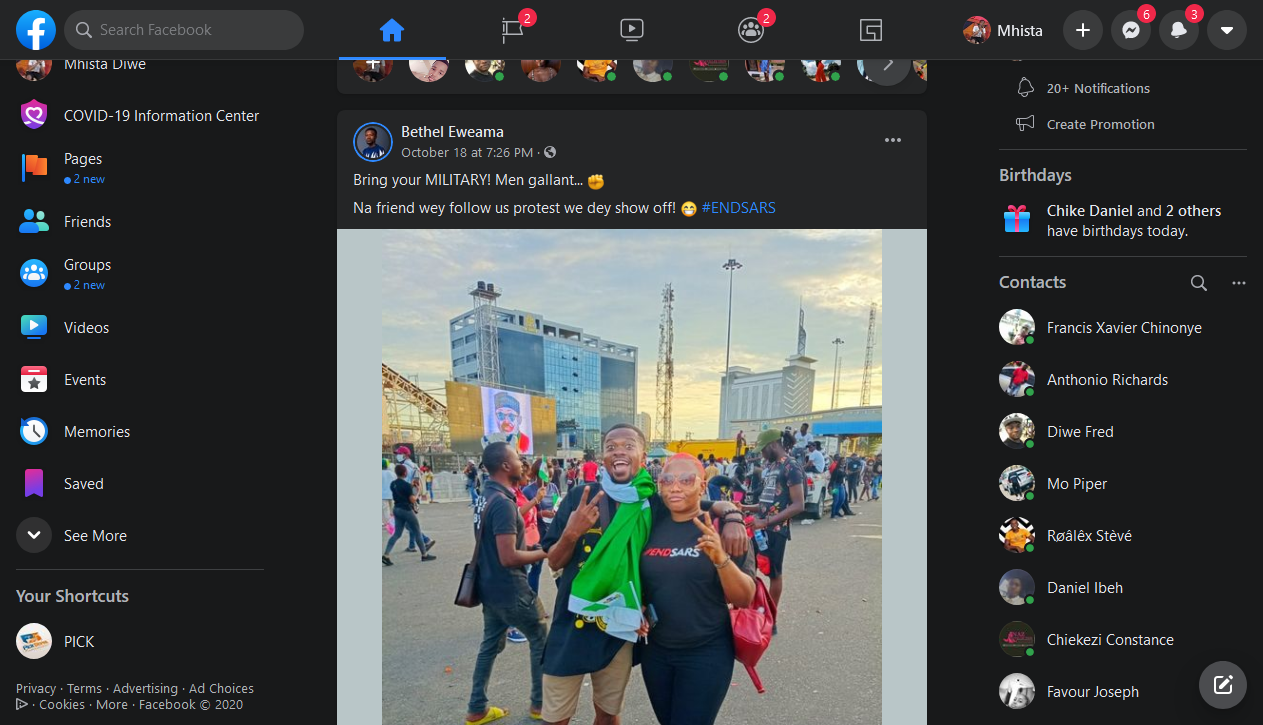 Search Facebook
2
2
Mhista
6
3
Mhista Diwe
COVID-19 Information Center
Pages
2 new
Friends
Groups
2 new
Videos
Events
Memories
Saved
See More
Your Shortcuts
PICK
Privacy · Terms · Advertising · Ad Choices
· Cookies · More · Facebook © 2020
Bethel Eweama
October 18 at 7:26 PM ·
Bring your MILITARY! Men gallant... ✊
Na friend wey follow us protest we dey show off! 😁 #ENDSARS
#ENDSARS
20+ Notifications
Create Promotion
Birthdays
Chike Daniel and 2 others
have birthdays today.
Contacts
Francis Xavier Chinonye
Anthonio Richards
Diwe Fred
Mo Piper
Røâlêx Stèvé
Daniel Ibeh
Chiekezi Constance
Favour Joseph